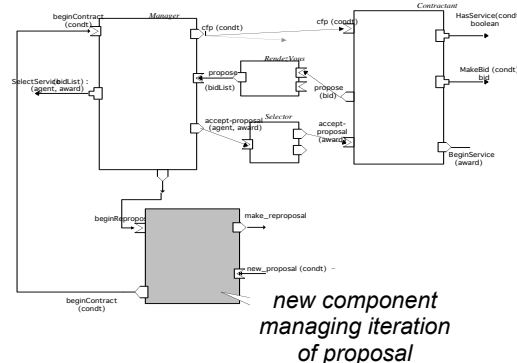 Manager
Contractant
beginContract
(condt)
cfp (condt)
cfp (condt)
HasService(condt)
boolean
RendezVous
SelectService(bidList) :
(agent, award)
propose
(bidList)
propose
(bid)
MakeBid (condt)
bid
Selector
accept-proposal (agent, award)
accept-
proposal
(award)
BeginService
(award)
beginRepropos
make_reproposal
new_proposal (condt)
beginContract
(condt)
new component
managing iteration
of proposal